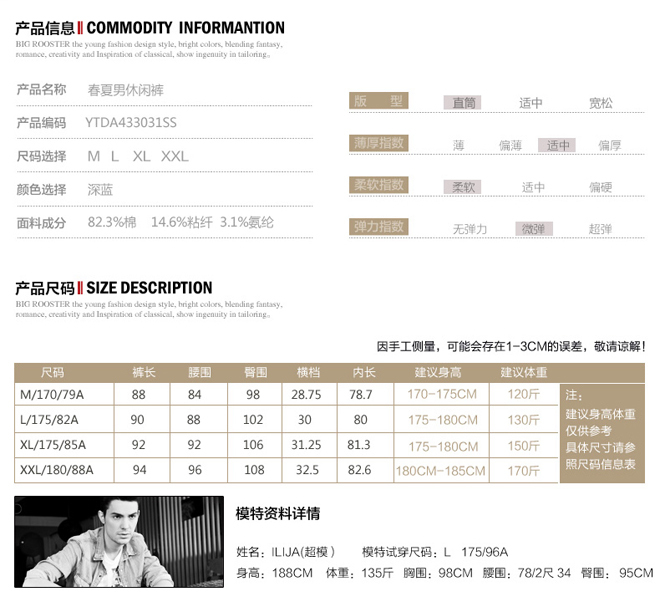 产品信息 COMMODITY INFORMANTION
BIG ROOSTER the young fashion design style, bright colors, blending fantasy,
romance, creativity and Inspiration of classical, show ingenuity in tailoring。
产品名称 春夏男休闲裤
产品编码 YTDA433031SS
尺码选择 M L XL XXL
颜色选择 深蓝
面料成分 82.3%棉 14.6%粘纤 3.1%氨纶
版 型 直筒 适中 宽松
薄厚指数 薄 偏薄 适中 偏厚
柔软指数 柔软 适中 偏硬
弹力指数 无弹力 微弹 超弹
产品尺码 SIZE DESCRIPTION
BIG ROOSTER the young fashion design style, bright colors, blending fantasy,
romance, creativity and Inspiration of classical, show ingenuity in tailoring。
因手工侧量，可能会存在1-3CM的误差，敬请谅解！
尺码 裤长 腰围 臀围 横档 内长 建议身高 建议体重
M/170/79A 88 84 98 28.75 78.7 170-175CM 120斤
L/175/82A 90 88 102 30 80 175-180CM 130斤
XL/175/85A 92 92 106 31.25 81.3 175-180CM 150斤
XXL/180/88A 94 96 108 32.5 82.6 180CM-185CM 170斤
注：
建议身高体重
仅供参考
具体尺寸请参
照尺码信息表
模特资料详情
姓名：ILIJA(超模 ) 模特试穿尺码：L 175/96A
身高：188CM 体重：135斤 胸围：98CM 腰围：78/2尺 34 臀围： 95CM